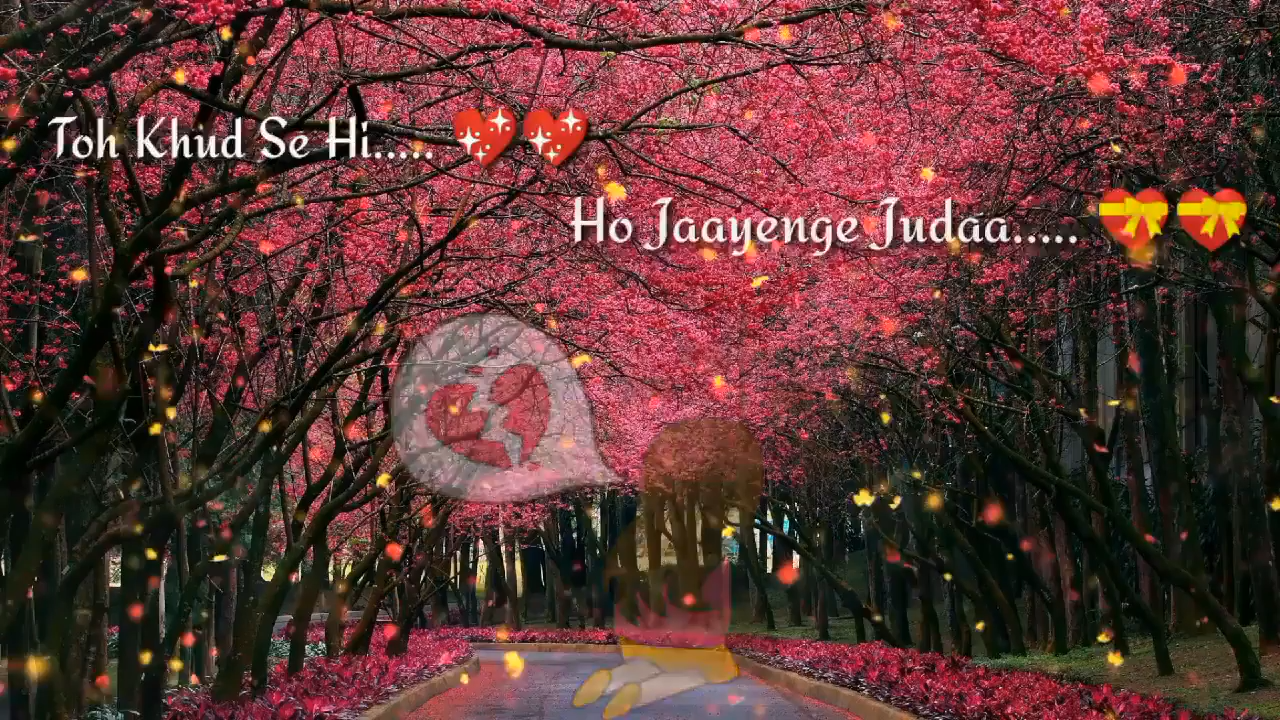 Toh Khud Se Hi..... 💖💖
Ho Jaayenge Judaa..... 💝💝